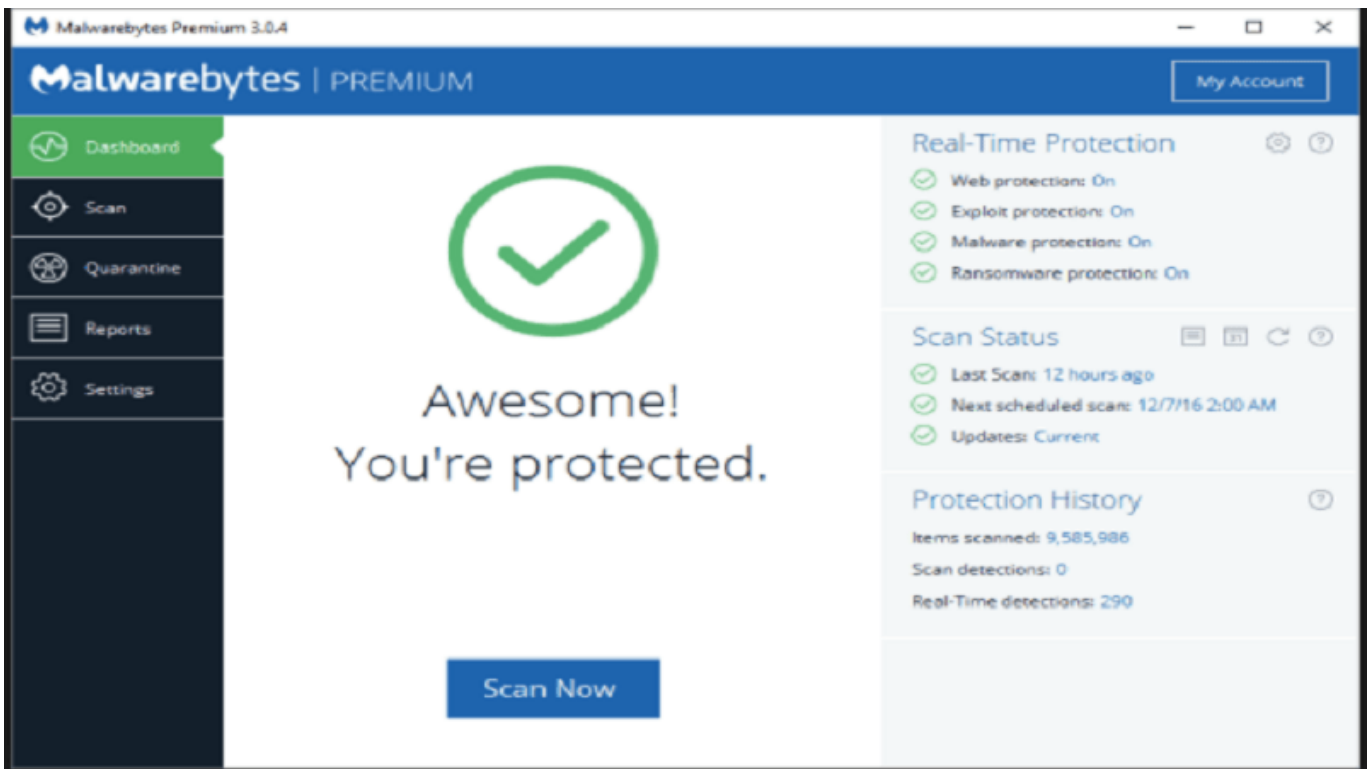 Malwarebytes Premium 3.0.4
Malwarebytes | PREMIUM
My Account
Dashboard
Scan
Quarantine
Reports
Settings
Awesome!
You're protected.
Scan Now
Real-Time Protection
Web protection: On
Exploit protection: On
Malware protection: On
Ransomware protection: On
Scan Status
31
Last Scan: 12 hours ago
Next scheduled scan: 12/7/16 2:00 AM
Updates: Current
Protection History
Items scanned: 9,585,986
Scan detections: 0
Real-Time detections: 290